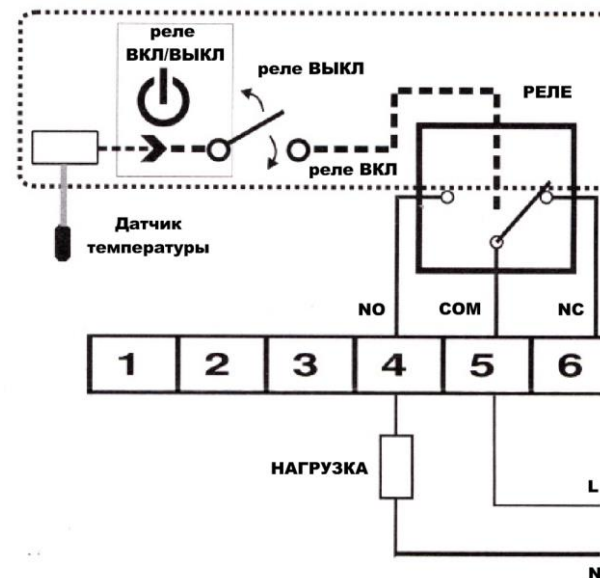 реле
ВКЛ/ВЫКЛ
реле ВЫКЛ
РЕЛЕ
реле ВКЛ
Датчик
температуры
NO COM NC
1 2 3 4 5 6
НАГРУЗКА
L
N